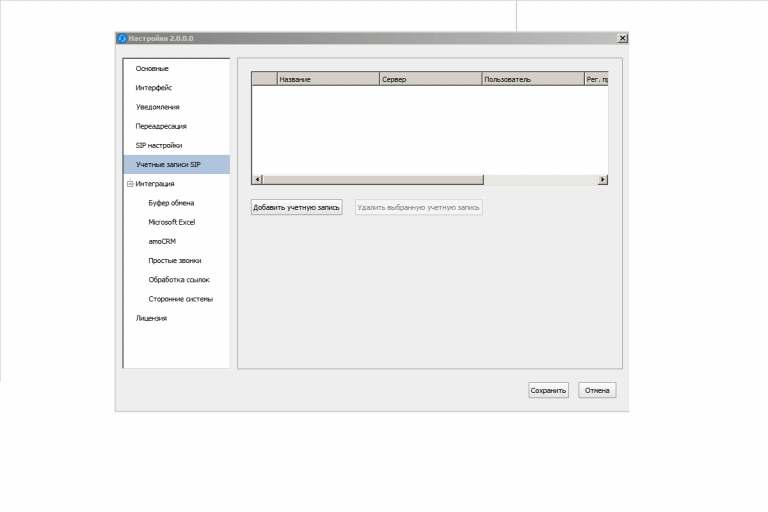 Настройки 2.0.0.0
Основные
Интерфейс
Уведомления
Переадресация
SIP настройки
Учетные записи SIP
Интеграция
Буфер обмена
Microsoft Excel
amoCRM
Простые звонки
Обработка ссылок
Сторонние системы
Лицензия
Название Сервер Пользователь Рег. пр
Добавить учетную запись Удалить выбранную учетную запись
Сохранить Отмена